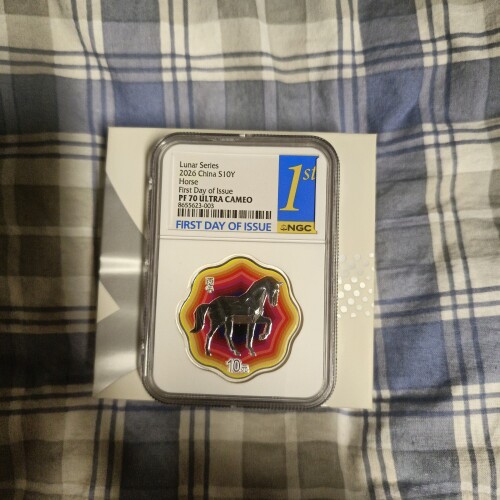 Lunar Series
2026 China S10Y
Horse
First Day of Issue
PF 70 ULTRA CAMEO
8655623-003
FIRST DAY OF ISSUE
1st
NGC
10元